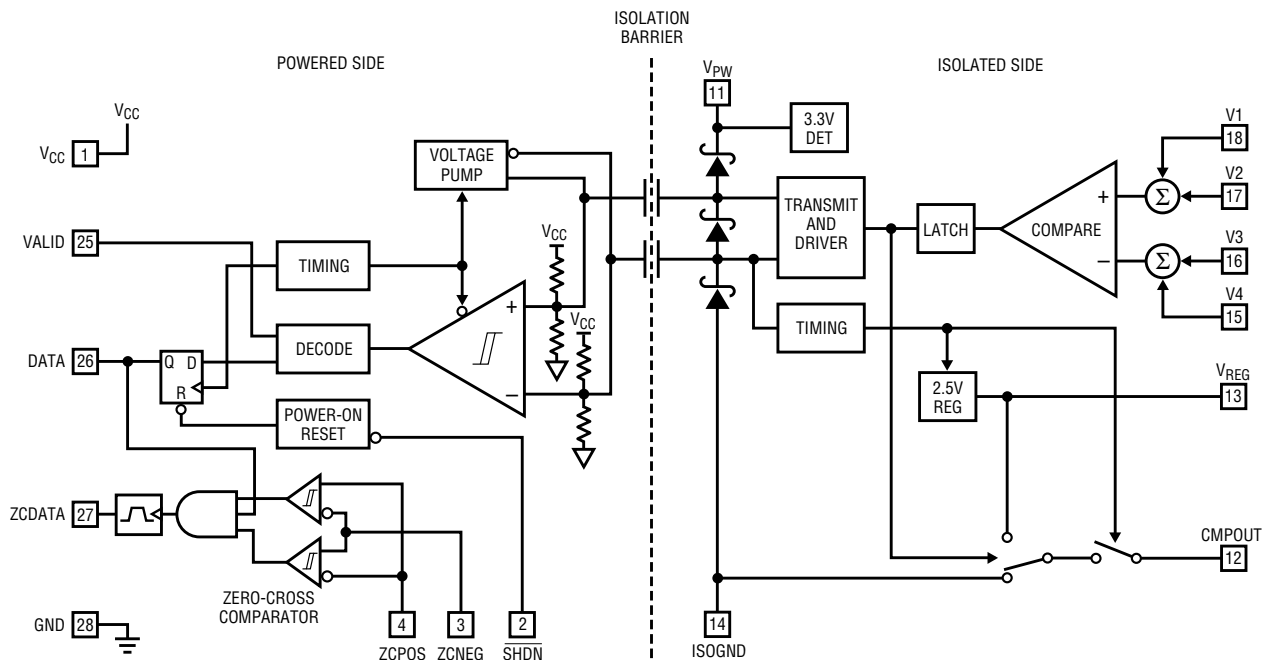 ISOLATION
BARRIER
POWERED SIDE
ISOLATED SIDE
VPW
11
VCC
VCC 1
3.3V
DET
V1
18
VOLTAGE
PUMP
V2
17
TRANSMIT
AND
DRIVER
LATCH
COMPARE
+
−
Σ
Σ
VALID 25
TIMING
VCC
V3
16
V4
15
+
−
VCC
TIMING
DATA 26
Q D
R
DECODE
2.5V
REG
VREG
13
POWER-ON
RESET
ZCDATA 27
CMPOUT
12
ZERO-CROSS
COMPARATOR
GND 28
4
ZCPOS
3
ZCNEG
2
SHDN
14
ISOGND